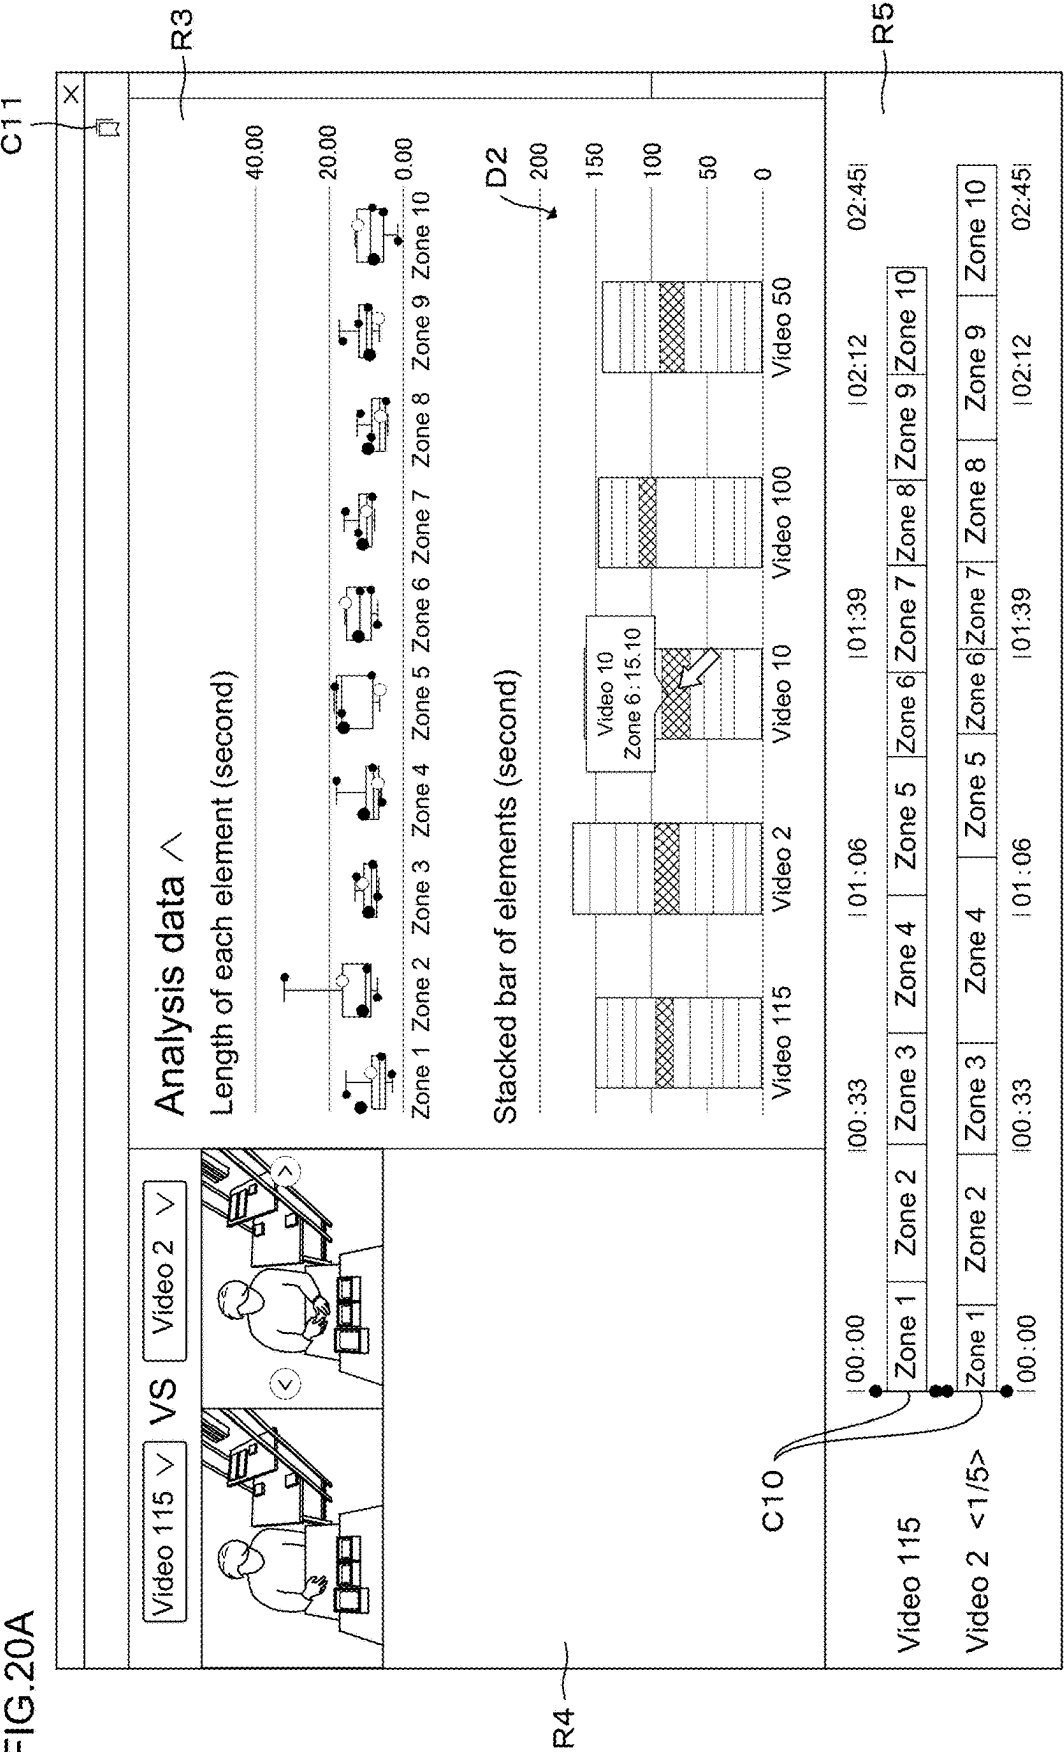 FIG.20A
C11
X
Video 115
VS
Video 2
R3
Analysis data
Length of each element (second)
40.00
20.00
0.00
Zone 1 Zone 2 Zone 3 Zone 4 Zone 5 Zone 6 Zone 7 Zone 8 Zone 9 Zone 10
Stacked bar of elements (second)
D2
200
150
100
50
0
Video 10
Zone 6 : 15.10
Video 115 Video 2 Video 10 Video 100 Video 50
R4
R5
C10
00:00 00:33 01:06 01:39 02:12 02:45
Video 115 Zone 1 Zone 2 Zone 3 Zone 4 Zone 5 Zone 6 Zone 7 Zone 8 Zone 9 Zone 10
Video 2 <1/5> Zone 1 Zone 2 Zone 3 Zone 4 Zone 5 Zone 6 Zone 7 Zone 8 Zone 9 Zone 10
00:00 00:33 01:06 01:39 02:12 02:45